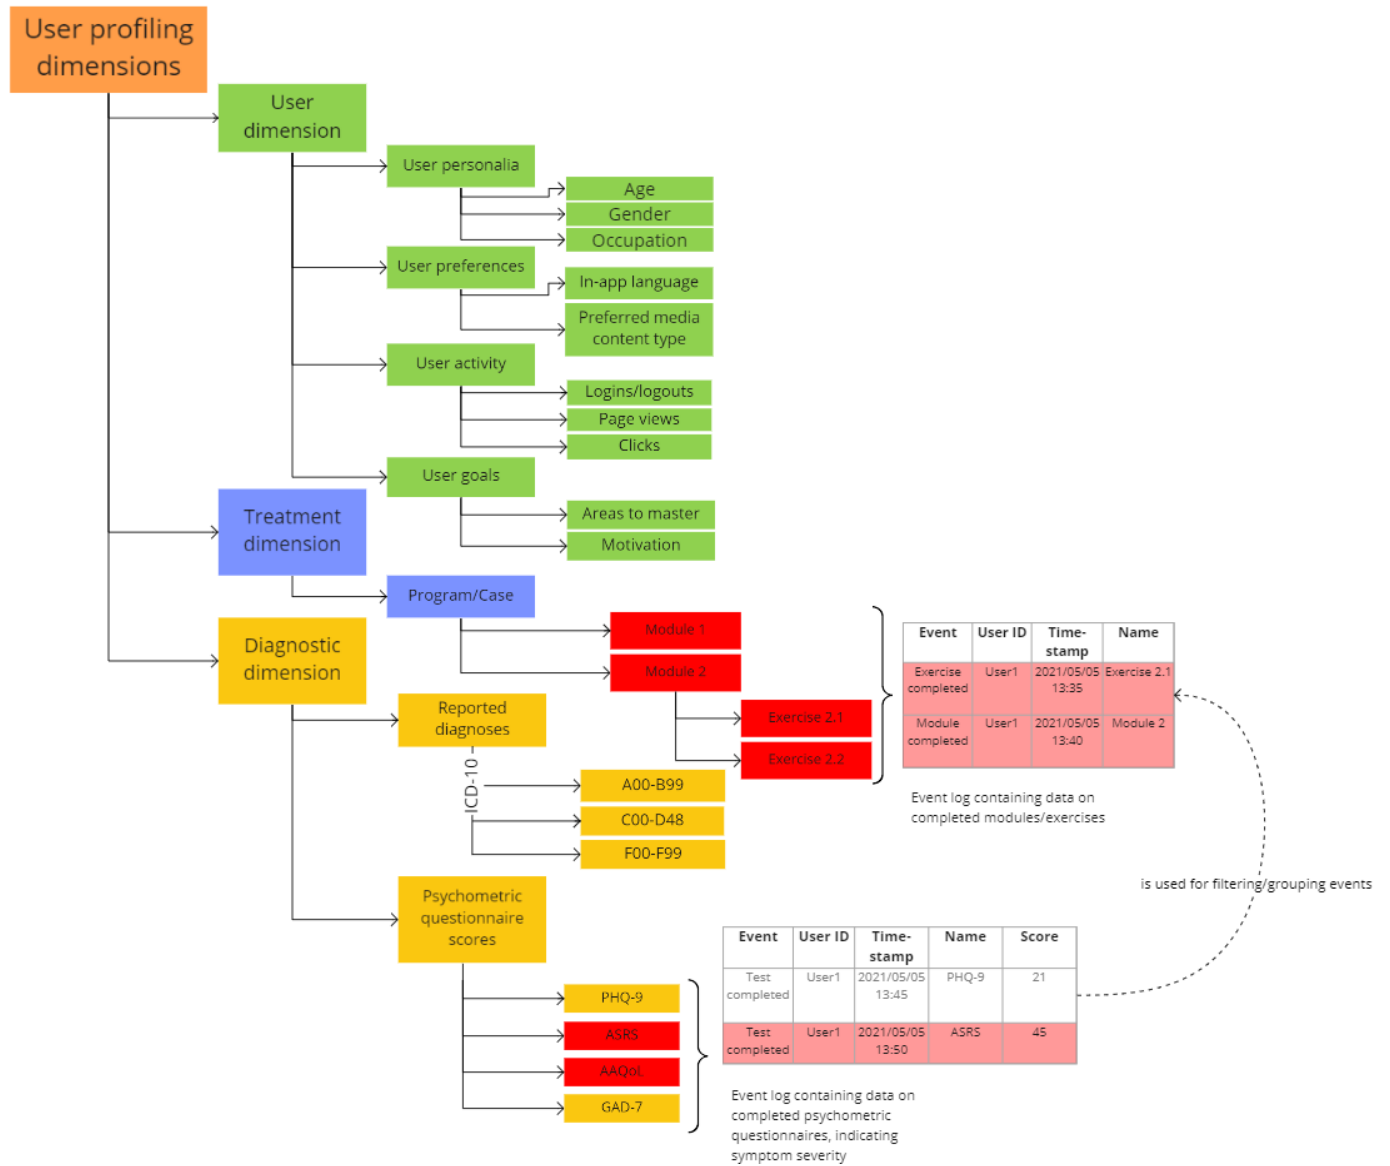 User profiling
dimensions
User
dimension
User personalia
Age
Gender
Occupation
User preferences
In-app language
Preferred media
content type
User activity
Logins/logouts
Page views
Clicks
User goals
Areas to master
Motivation
Treatment
dimension
Program/Case
Module 1
Module 2
Exercise 2.1
Exercise 2.2
Event User ID Time-stamp Name
Exercise completed User1 2021/05/05 13:35 Exercise 2.1
Module completed User1 2021/05/05 13:40 Module 2
Event log containing data on
completed modules/exercises
is used for filtering/grouping events
Diagnostic
dimension
Reported
diagnoses
ICD-10
A00-B99
C00-D48
F00-F99
Psychometric
questionnaire
scores
PHQ-9
ASRS
AAQoL
GAD-7
Event User ID Time-stamp Name Score
Test completed User1 2021/05/05 13:45 PHQ-9 21
Test completed User1 2021/05/05 13:50 ASRS 45
Event log containing data on
completed psychometric
questionnaires, indicating
symptom severity